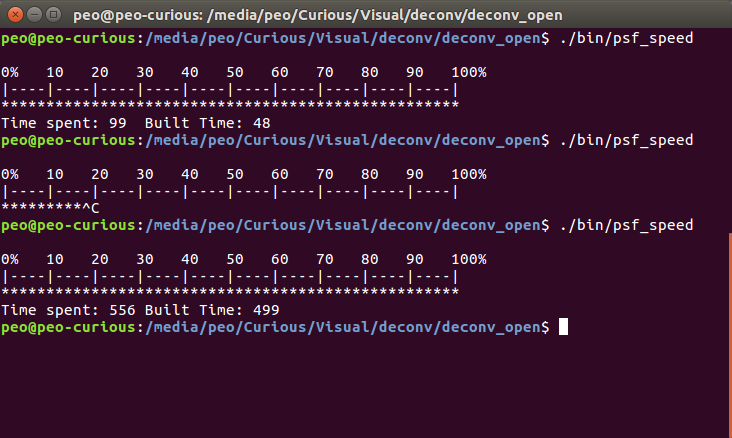 peo@peo-curious: /media/peo/Curious/Visual/deconv/deconv_open
peo@peo-curious:/media/peo/Curious/Visual/deconv/deconv_open$ ./bin/psf_speed
0%   10   20   30   40   50   60   70   80   90   100%
|----|----|----|----|----|----|----|----|----|----|
***************************************************
Time spent: 99  Built Time: 48
peo@peo-curious:/media/peo/Curious/Visual/deconv/deconv_open$ ./bin/psf_speed
0%   10   20   30   40   50   60   70   80   90   100%
|----|----|----|----|----|----|----|----|----|----|
*********^C
peo@peo-curious:/media/peo/Curious/Visual/deconv/deconv_open$ ./bin/psf_speed
0%   10   20   30   40   50   60   70   80   90   100%
|----|----|----|----|----|----|----|----|----|----|
***************************************************
Time spent: 556 Built Time: 499
peo@peo-curious:/media/peo/Curious/Visual/deconv/deconv_open$